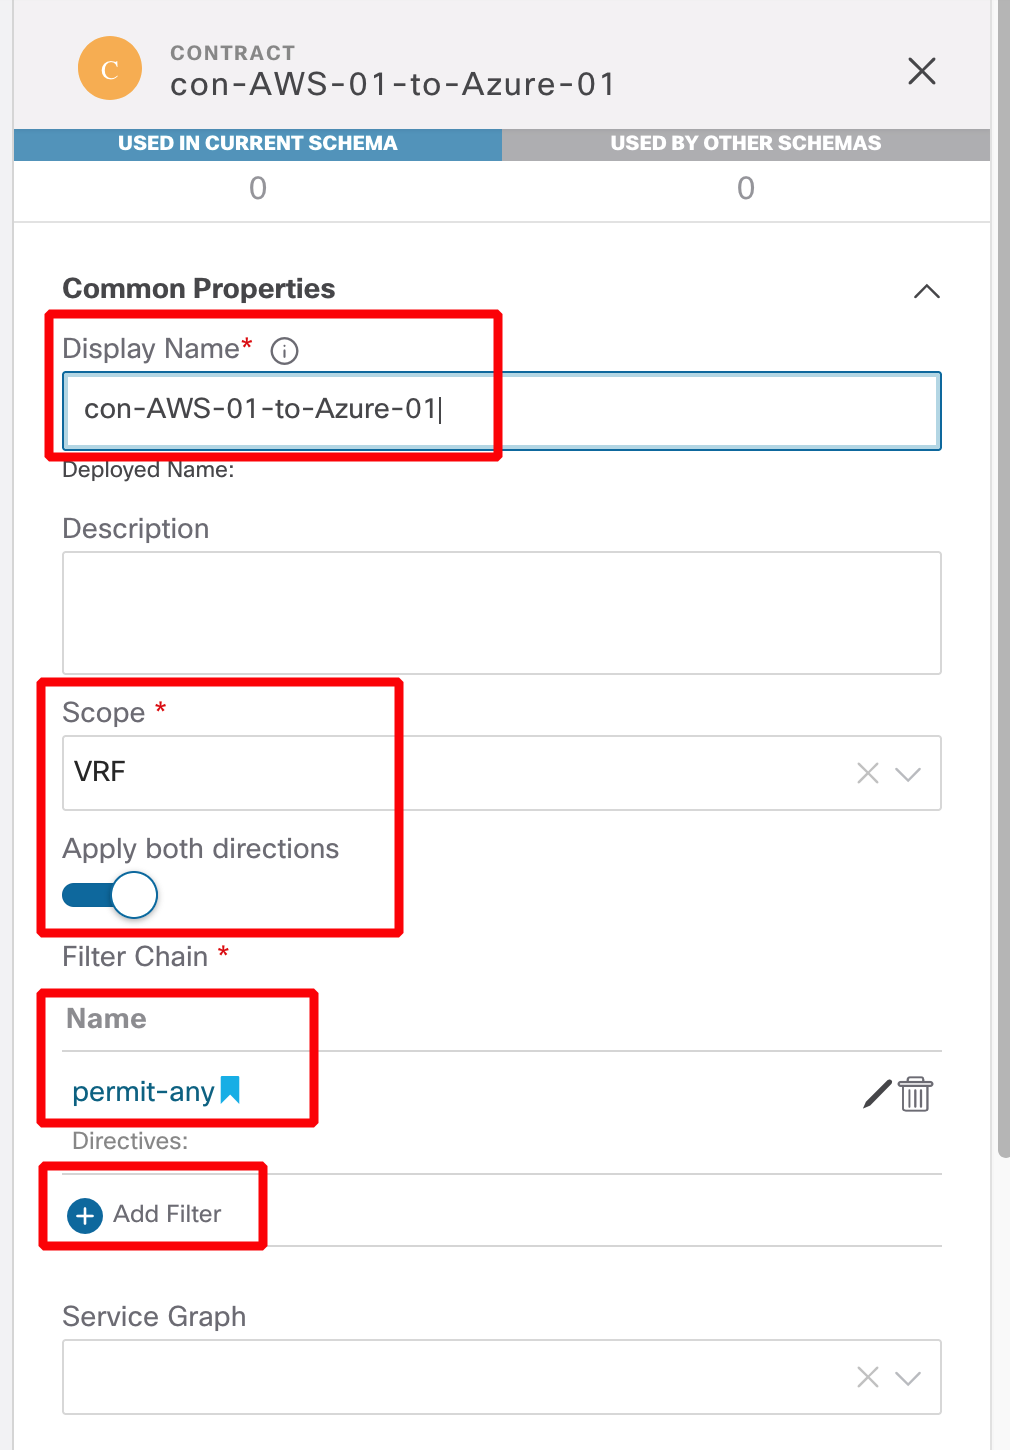 C
CONTRACT
con-AWS-01-to-Azure-01
USED IN CURRENT SCHEMA
USED BY OTHER SCHEMAS
0
0
Common Properties
Display Name* i
con-AWS-01-to-Azure-01
Deployed Name:
Description
Scope *
VRF
Apply both directions
Filter Chain *
Name
permit-any
Directives:
Add Filter
Service Graph